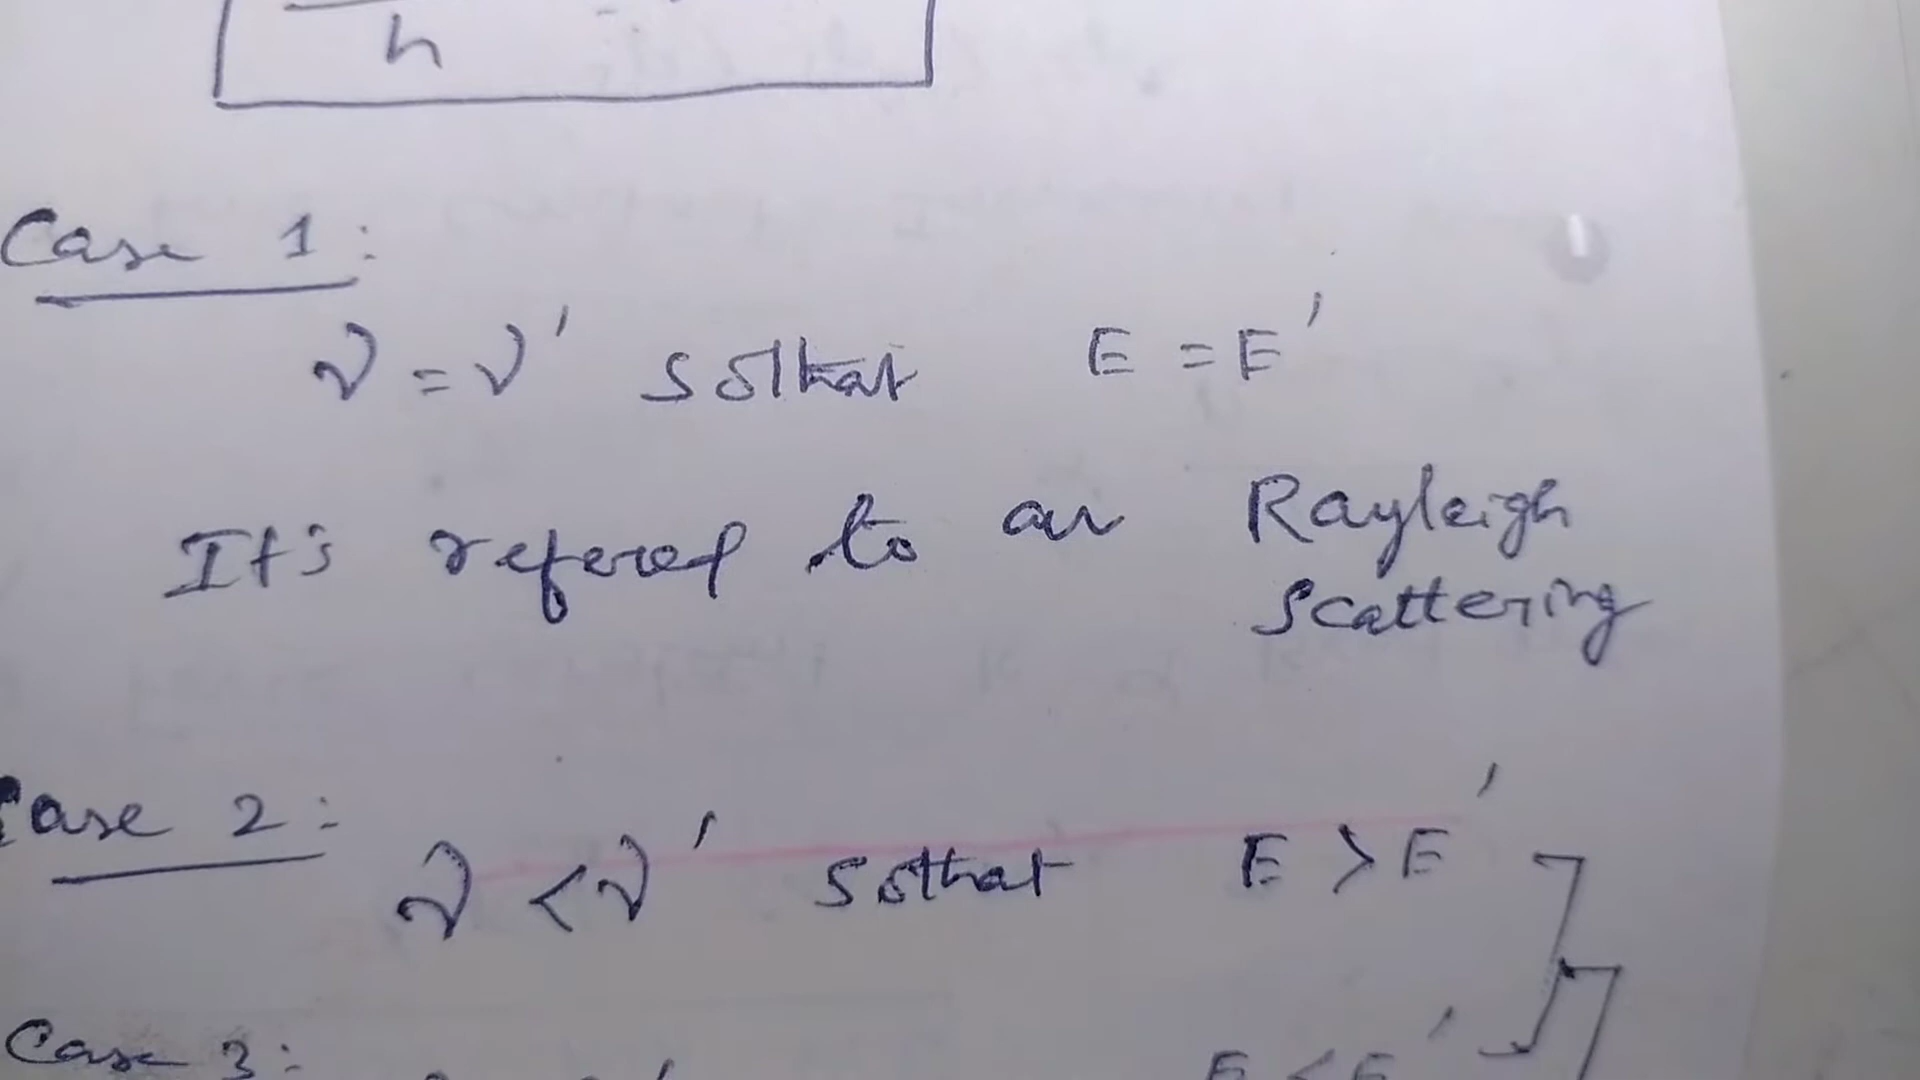 h
Case 1:
ν = ν' so that E = E'
It's refered to as Rayleigh
Scattering
Case 2:
ν < ν' so that E > E'
Case 3:
E < E'